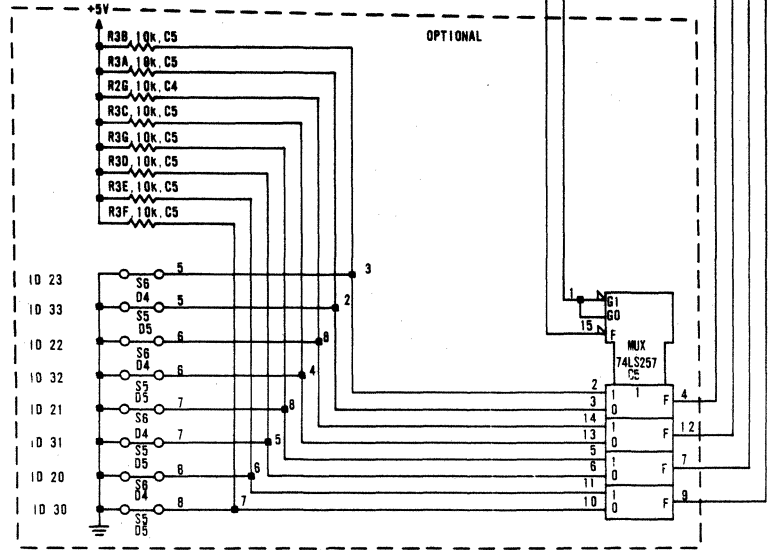 +5V
OPTIONAL
R3B, 10k, C5
R3A, 10k, C5
R2G, 10k, C4
R3C, 10k, C5
R3G, 10k, C5
R3D, 10k, C5
R3E, 10k, C5
R3F, 10k, C5
ID 23 5 3
S6
D4
ID 33 5 2
S5
D5
ID 22 6 8
S6
D4
ID 32 6 4
S5
D5
ID 21 7 8
S6
D4
ID 31 7 5
S5
D5
ID 20 8 6
S6
D4
ID 30 8 7
S5
D5
1 G1
G0
15 F
MUX
74LS257
C5
2 1 1 F 4
3 0
14 1 F 12
13 0
5 1 F 7
6 0
11 1 F 9
10 0